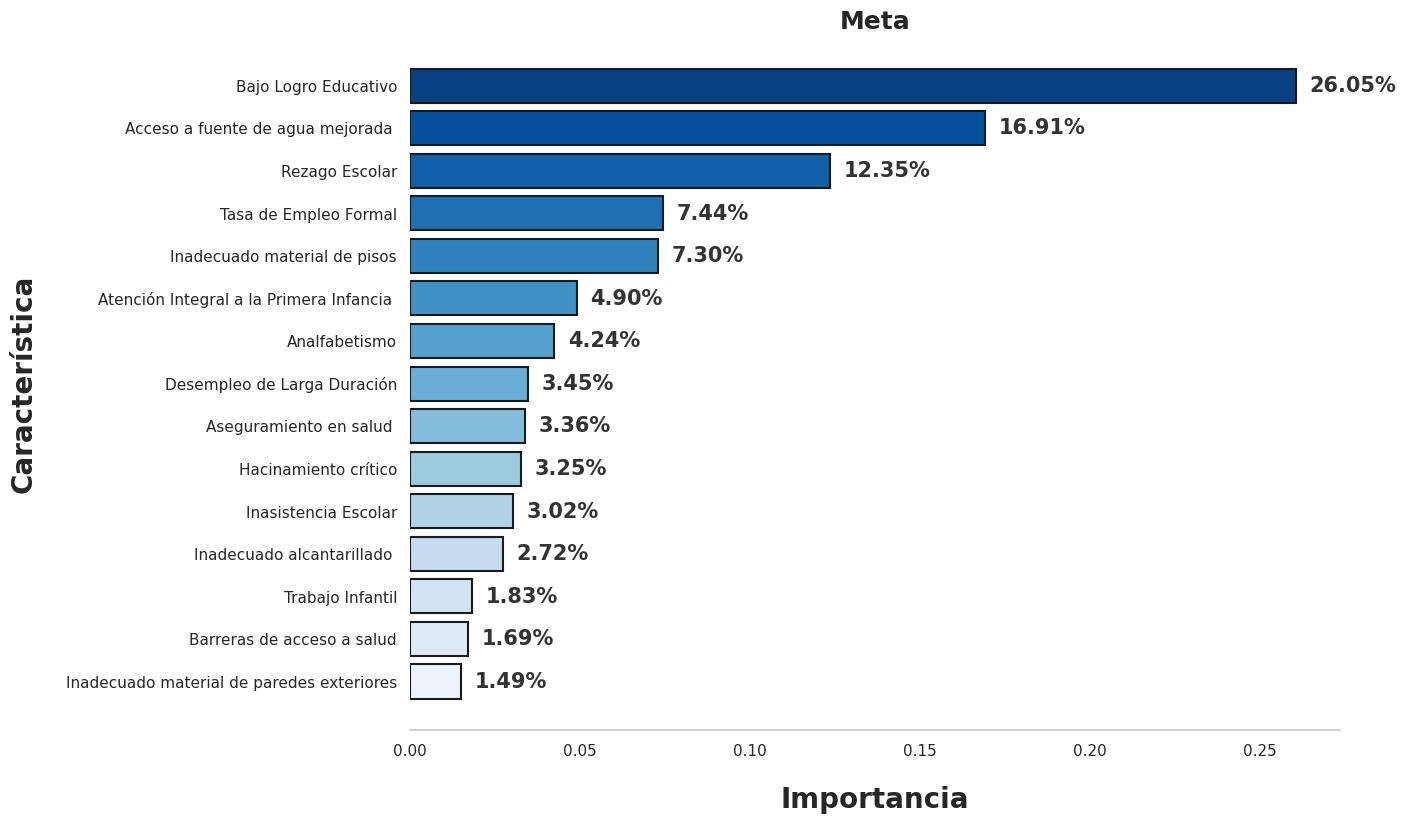 Meta
Característica
Bajo Logro Educativo 26.05%
Acceso a fuente de agua mejorada 16.91%
Rezago Escolar 12.35%
Tasa de Empleo Formal 7.44%
Inadecuado material de pisos 7.30%
Atención Integral a la Primera Infancia 4.90%
Analfabetismo 4.24%
Desempleo de Larga Duración 3.45%
Aseguramiento en salud 3.36%
Hacinamiento crítico 3.25%
Inasistencia Escolar 3.02%
Inadecuado alcantarillado 2.72%
Trabajo Infantil 1.83%
Barreras de acceso a salud 1.69%
Inadecuado material de paredes exteriores 1.49%
0.00 0.05 0.10 0.15 0.20 0.25
Importancia